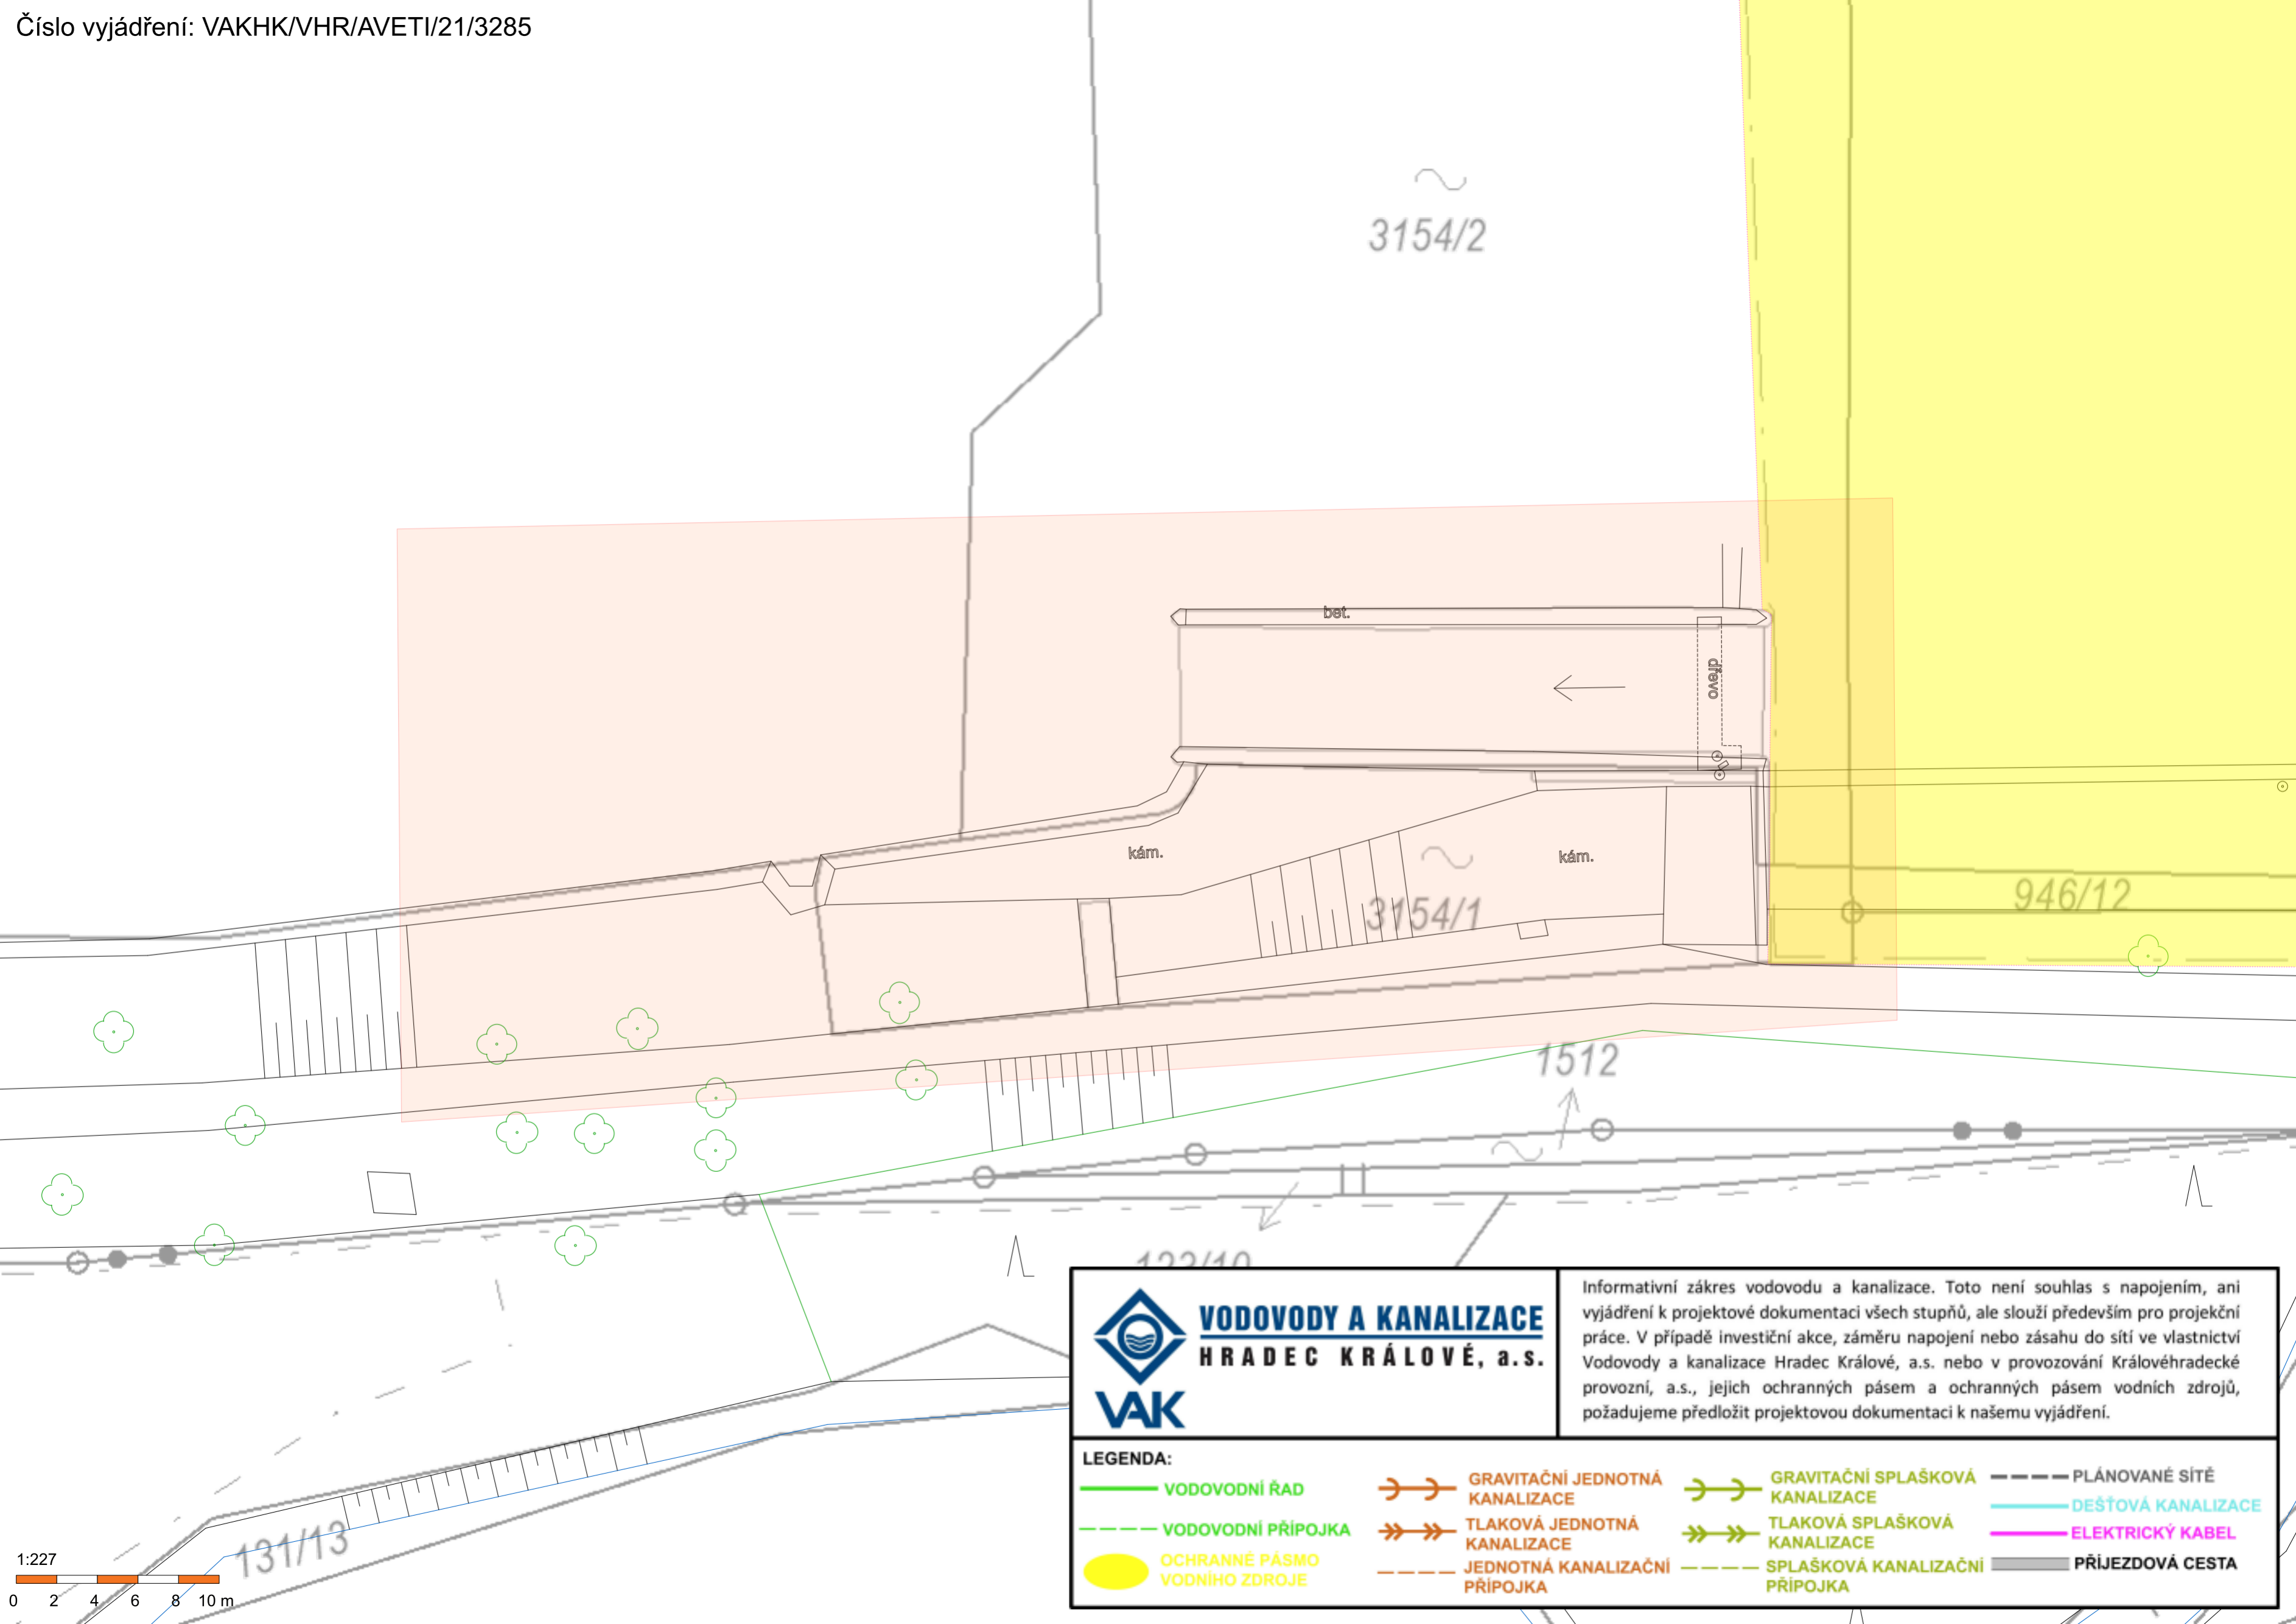 Číslo vyjádření: VAKHK/VHR/AVETI/21/3285
3154/2
bet.
dřevo
kám.
kám.
3154/1
946/12
1512
131/13
1:227
0 2 4 6 8 10 m
VODOVODY A KANALIZACE
HRADEC KRÁLOVÉ, a.s.
VAK
Informativní zákres vodovodu a kanalizace. Toto není souhlas s napojením, ani
vyjádření k projektové dokumentaci všech stupňů, ale slouží především pro projekční
práce. V případě investiční akce, záměru napojení nebo zásahu do sítí ve vlastnictví
Vodovody a kanalizace Hradec Králové, a.s. nebo v provozování Královéhradecké
provozní, a.s., jejich ochranných pásem a ochranných pásem vodních zdrojů,
požadujeme předložit projektovou dokumentaci k našemu vyjádření.
LEGENDA:
VODOVODNÍ ŘAD
VODOVODNÍ PŘÍPOJKA
OCHRANNÉ PÁSMO
VODNÍHO ZDROJE
GRAVITAČNÍ JEDNOTNÁ
KANALIZACE
TLAKOVÁ JEDNOTNÁ
KANALIZACE
JEDNOTNÁ KANALIZAČNÍ
PŘÍPOJKA
GRAVITAČNÍ SPLAŠKOVÁ
KANALIZACE
TLAKOVÁ SPLAŠKOVÁ
KANALIZACE
SPLAŠKOVÁ KANALIZAČNÍ
PŘÍPOJKA
PLÁNOVANÉ SÍTĚ
DEŠŤOVÁ KANALIZACE
ELEKTRICKÝ KABEL
PŘÍJEZDOVÁ CESTA